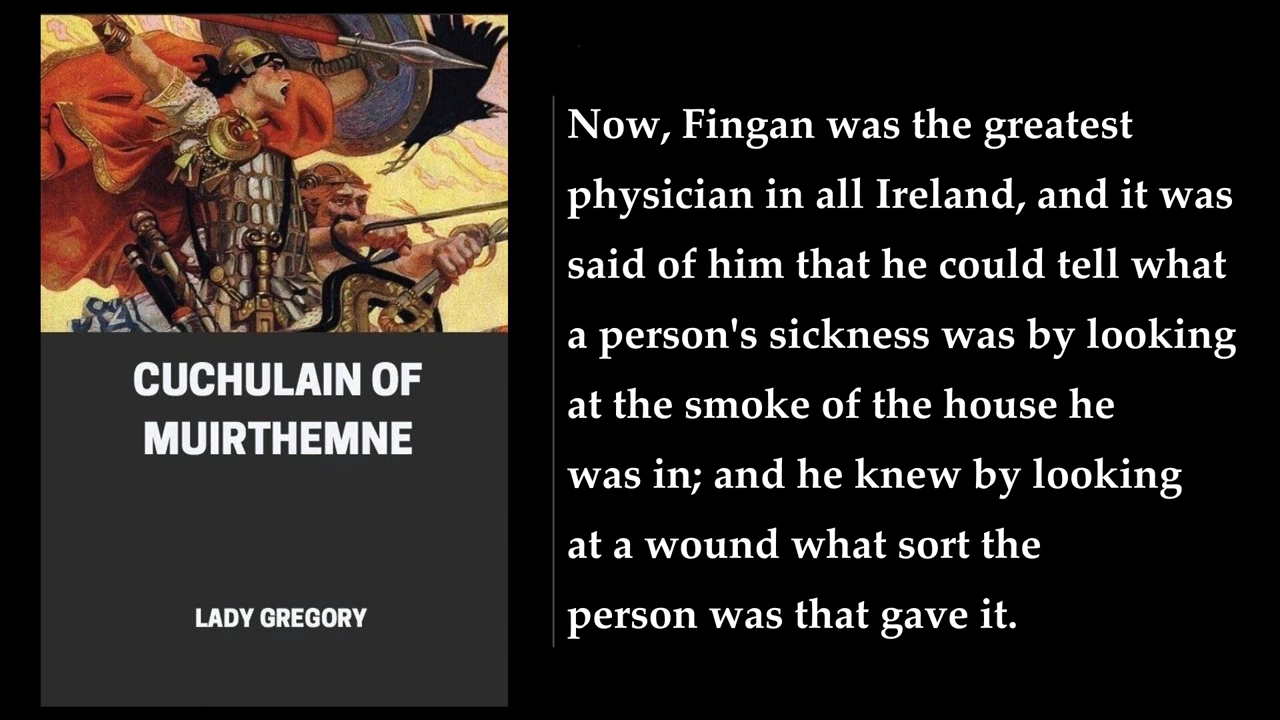 CUCHULAIN OF
MUIRTHEMNE
LADY GREGORY
Now, Fingan was the greatest
physician in all Ireland, and it was
said of him that he could tell what
a person's sickness was by looking
at the smoke of the house he
was in; and he knew by looking
at a wound what sort the
person was that gave it.